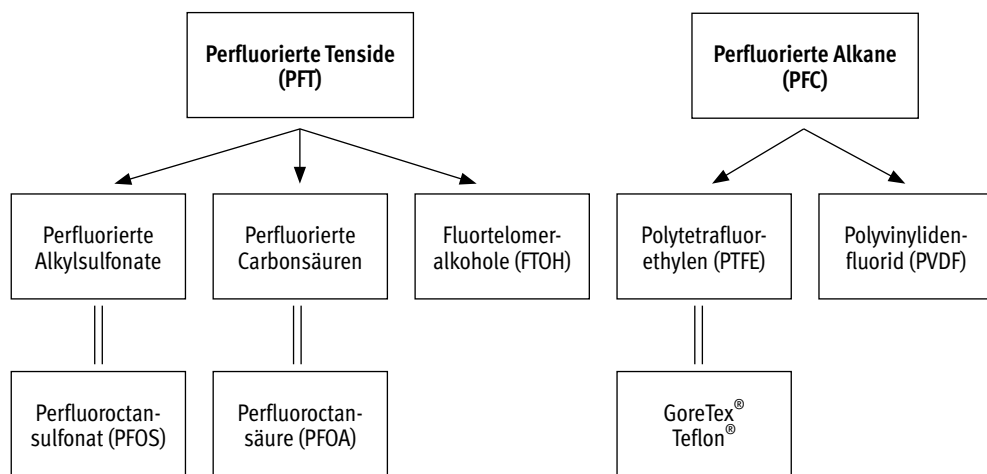 Perfluorierte Tenside
(PFT)
Perfluorierte Alkane
(PFC)
Perfluorierte
Alkylsulfonate
Perfluorierte
Carbonsäuren
Fluortelomer-
alkohole (FTOH)
Polytetrafluor-
ethylen (PTFE)
Polyvinyliden-
fluorid (PVDF)
Perfluoroctan-
sulfonat (PFOS)
Perfluoroctan-
säure (PFOA)
GoreTex®
Teflon®